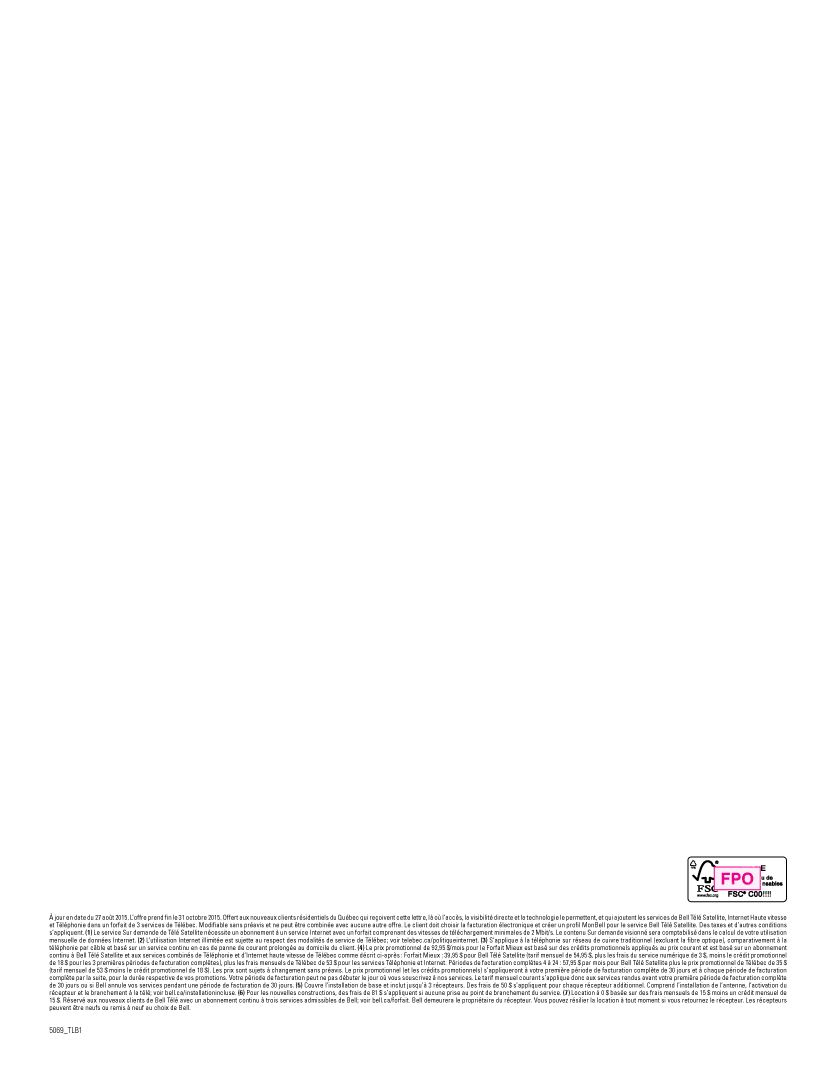 E
FPO
u de
nsables
FSC
www.fsc.org
FSC® C00!!!!
À jour en date du 27 août 2015. L'offre prend fin le 31 octobre 2015. Offert aux nouveaux clients résidentiels du Québec qui reçoivent cette lettre, là où l'accès, la visibilité directe et la technologie le permettent, et qui ajoutent les services de Bell Télé Satellite, Internet Haute vitesse
et Téléphonie dans un forfait de 3 services de Télébec. Modifiable sans préavis et ne peut être combinée avec aucune autre offre. Le client doit choisir la facturation électronique et créer un profil MonBell pour le service Bell Télé Satellite. Des taxes et d'autres conditions
s'appliquent. (1) Le service Sur demande de Télé Satellite nécessite un abonnement à un service Internet avec un forfait comprenant des vitesses de téléchargement minimales de 2 Mbit/s. Le contenu Sur demande visionné sera comptabilisé dans le calcul de votre utilisation
mensuelle de données Internet. (2) L'utilisation Internet illimitée est sujette au respect des modalités de service de Télébec; voir telebec.ca/politiqueinternet. (3) S'applique à la téléphonie sur réseau de cuivre traditionnel (excluant la fibre optique), comparativement à la
téléphonie par câble et basé sur un service continu en cas de panne de courant prolongée au domicile du client. (4) Le prix promotionnel de 92,95 $/mois pour le Forfait Mieux est basé sur des crédits promotionnels appliqués au prix courant et est basé sur un abonnement
continu à Bell Télé Satellite et aux services combinés de Téléphonie et d'Internet haute vitesse de Télébec comme décrit ci-après : Forfait Mieux : 39,95 $ pour Bell Télé Satellite (tarif mensuel de 54,95 $, plus les frais du service numérique de 3 $, moins le crédit promotionnel
de 18 $ pour les 3 premières périodes de facturation complètes), plus les frais mensuels de Télébec de 53 $ pour les services Téléphonie et Internet. Périodes de facturation complètes 4 à 24 : 57,95 $ par mois pour Bell Télé Satellite plus le prix promotionnel de Télébec de 35 $
(tarif mensuel de 53 $ moins le crédit promotionnel de 18 $). Les prix sont sujets à changement sans préavis. Le prix promotionnel (et les crédits promotionnels) s'appliqueront à votre première période de facturation complète de 30 jours et à chaque période de facturation
complète par la suite, pour la durée respective de vos promotions. Votre période de facturation peut ne pas débuter le jour où vous souscrivez à nos services. Le tarif mensuel courant s'applique donc aux services rendus avant votre première période de facturation complète
de 30 jours ou si Bell annule vos services pendant une période de facturation de 30 jours. (5) Couvre l'installation de base et inclut jusqu'à 3 récepteurs. Des frais de 50 $ s'appliquent pour chaque récepteur additionnel. Comprend l'installation de l'antenne, l'activation du
récepteur et le branchement à la télé; voir bell.ca/installationincluse. (6) Pour les nouvelles constructions, des frais de 81 $ s'appliquent si aucune prise au point de branchement du service. (7) Location à 0 $ basée sur des frais mensuels de 15 $ moins un crédit mensuel de
15 $. Réservé aux nouveaux clients de Bell Télé avec un abonnement continu à trois services admissibles de Bell; voir bell.ca/forfait. Bell demeurera le propriétaire du récepteur. Vous pouvez résilier la location à tout moment si vous retournez le récepteur. Les récepteurs
peuvent être neufs ou remis à neuf au choix de Bell.
5069_TLB1